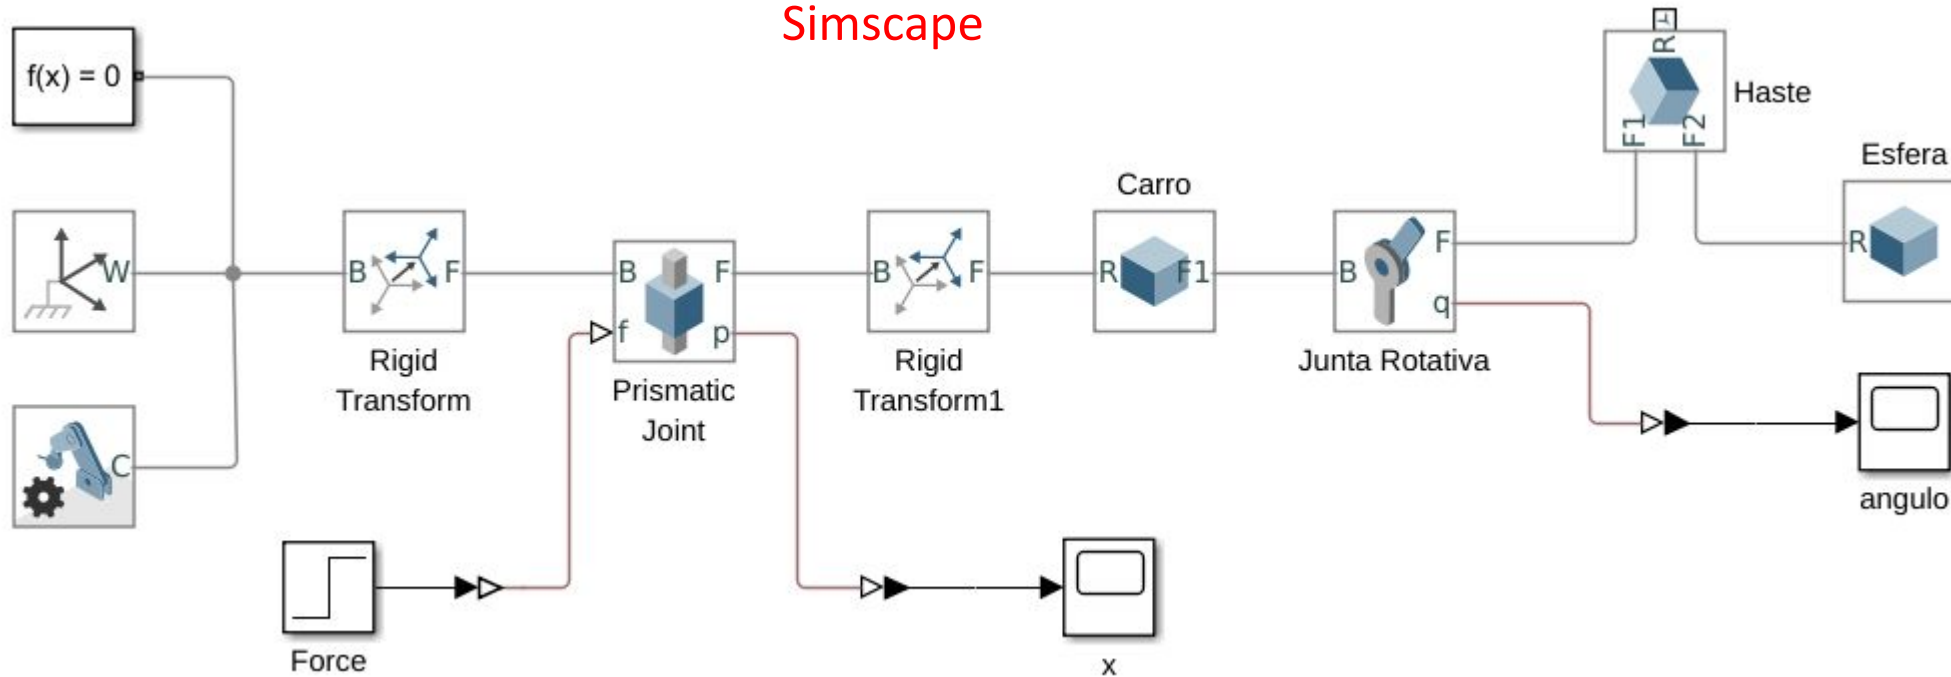 Simscape
f(x) = 0
R
Haste
F1
F2
Esfera
R
Carro
W
B
F
B
F
B
F
R
F1
B
F
f
p
q
Rigid
Transform
Prismatic
Joint
Rigid
Transform1
Junta Rotativa
C
angulo
Force
x